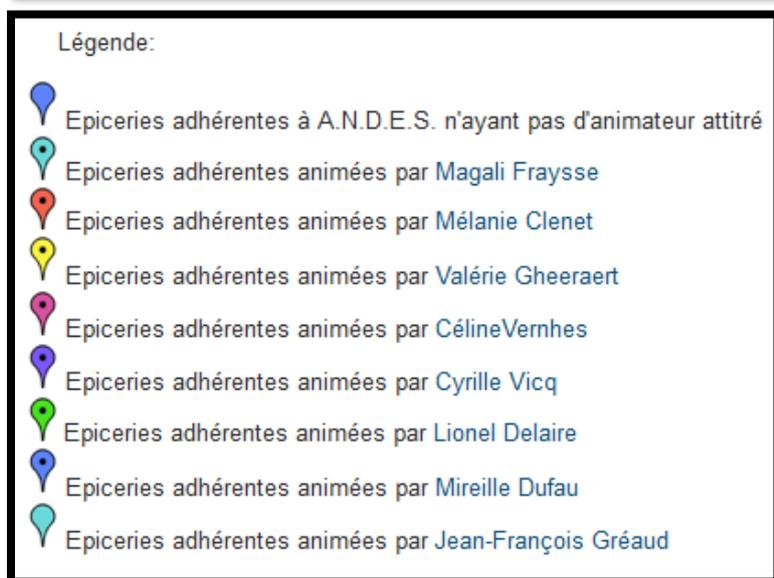 Légende:
Epiceries adhérentes à A.N.D.E.S. n'ayant pas d'animateur attitré
Epiceries adhérentes animées par Magali Fraysse
Epiceries adhérentes animées par Mélanie Clenet
Epiceries adhérentes animées par Valérie Gheeraert
Epiceries adhérentes animées par CélineVernhes
Epiceries adhérentes animées par Cyrille Vicq
Epiceries adhérentes animées par Lionel Delaire
Epiceries adhérentes animées par Mireille Dufau
Epiceries adhérentes animées par Jean-François Gréaud